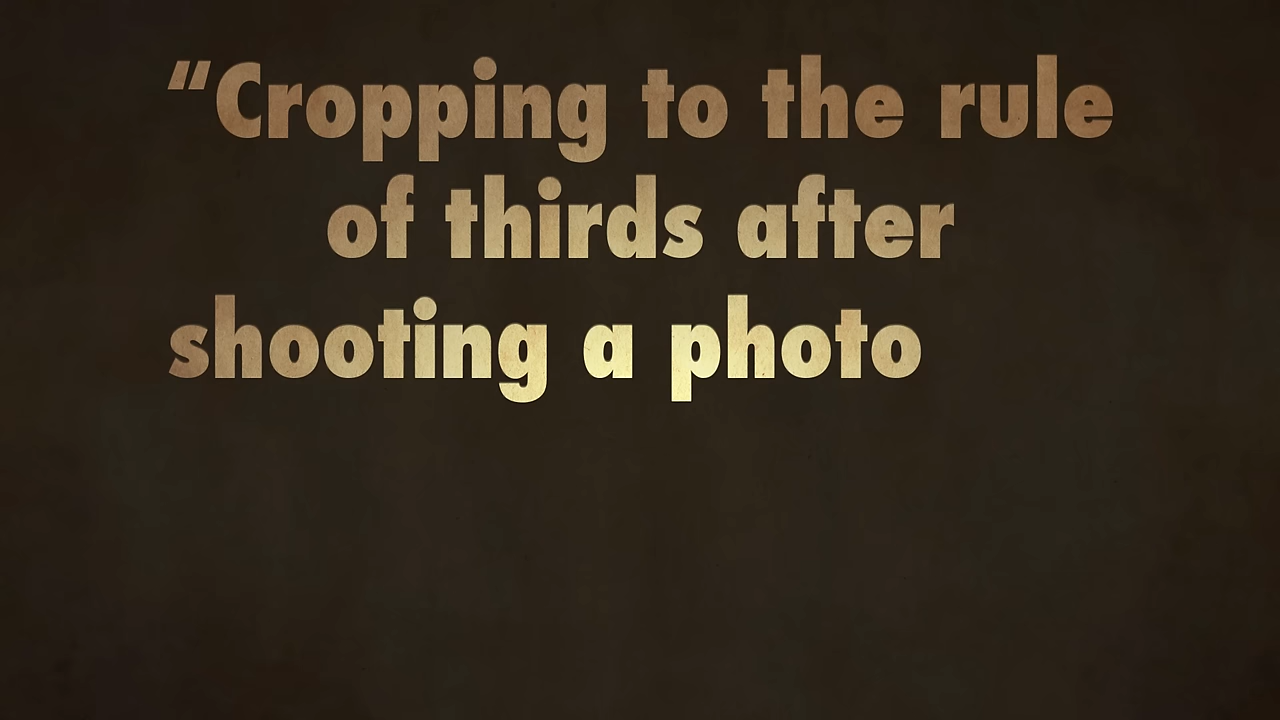 “Cropping to the rule
of thirds after
shooting a photo